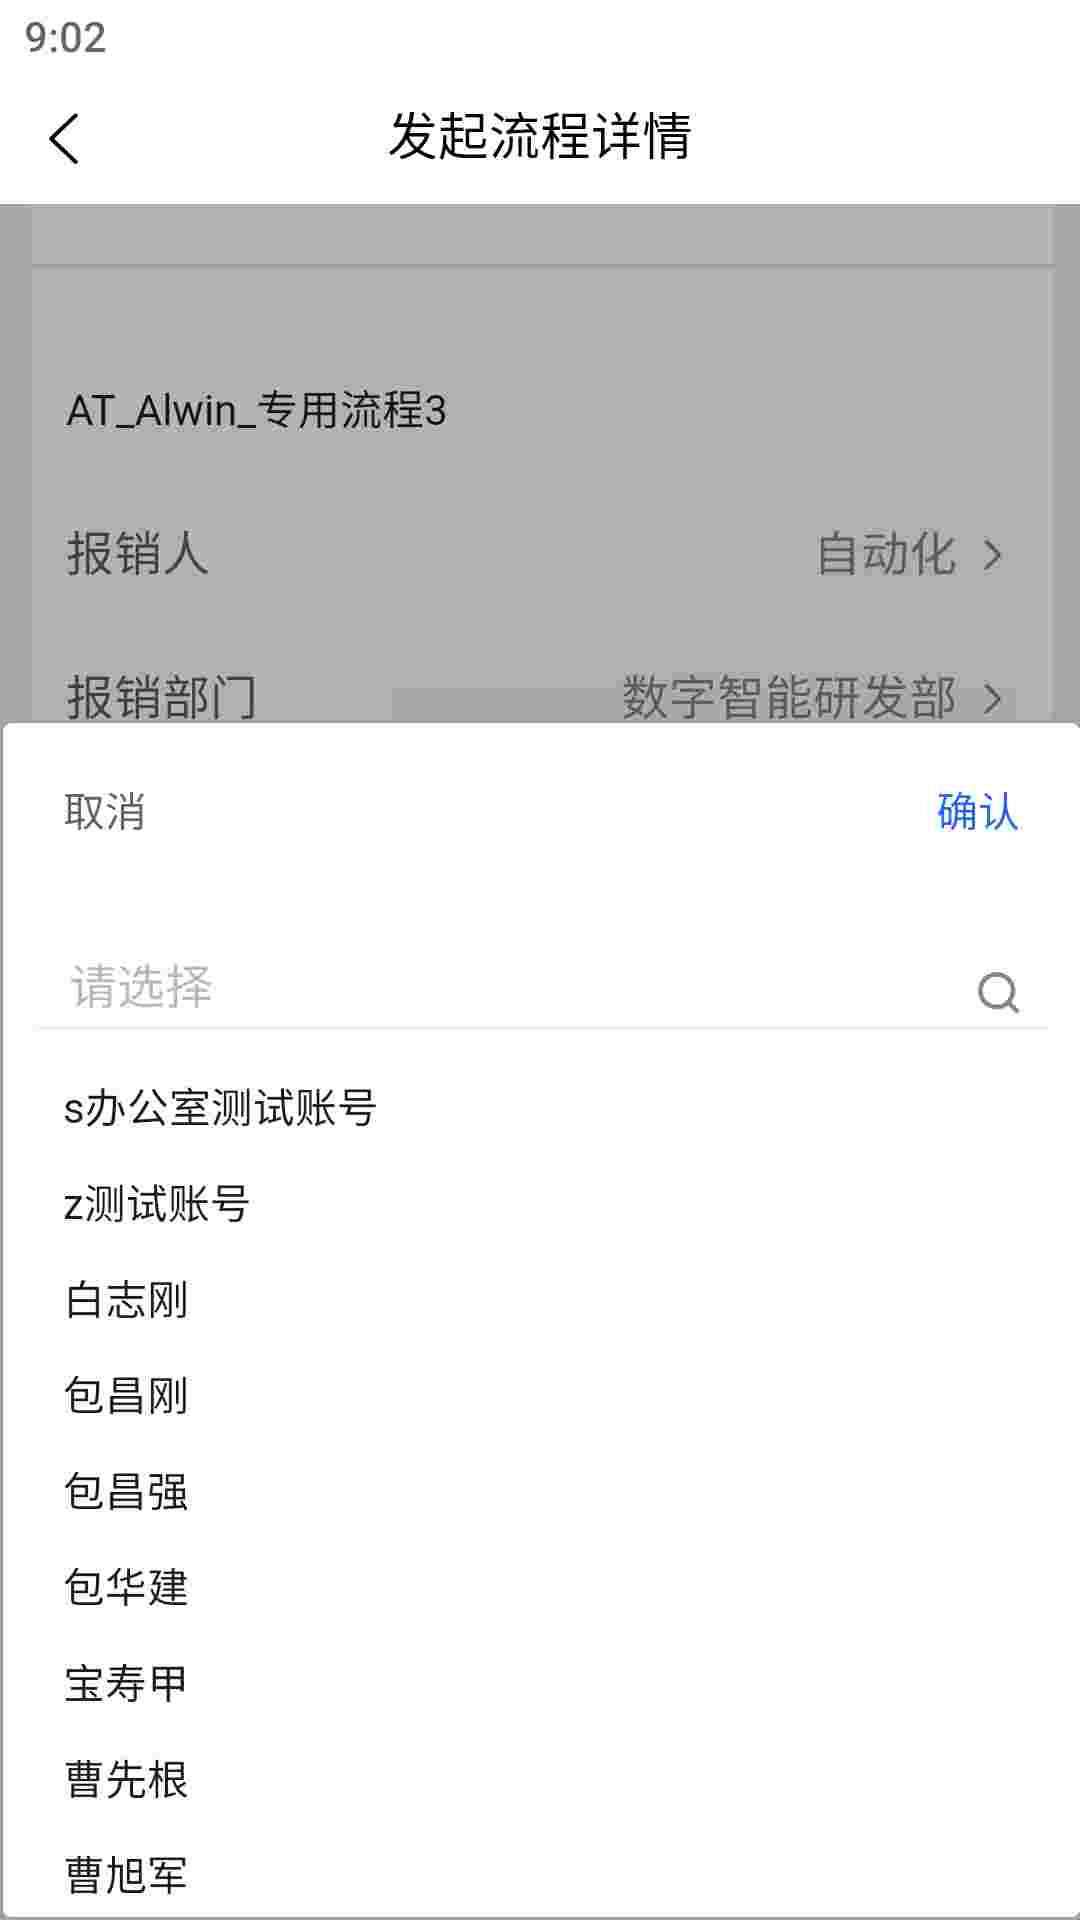 9:02
发起流程详情
AT_Alwin_专用流程3
报销人 自动化
报销部门 数字智能研发部
取消 确认
请选择
s办公室测试账号
z测试账号
白志刚
包昌刚
包昌强
包华建
宝寿甲
曹先根
曹旭军